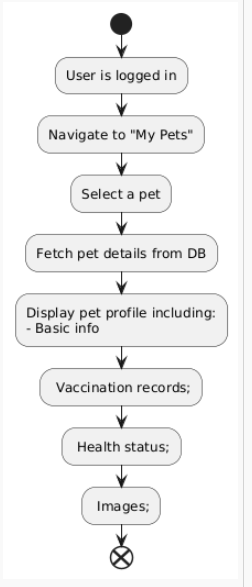 User is logged in
Navigate to "My Pets"
Select a pet
Fetch pet details from DB
Display pet profile including:
- Basic info
Vaccination records;
Health status;
Images;